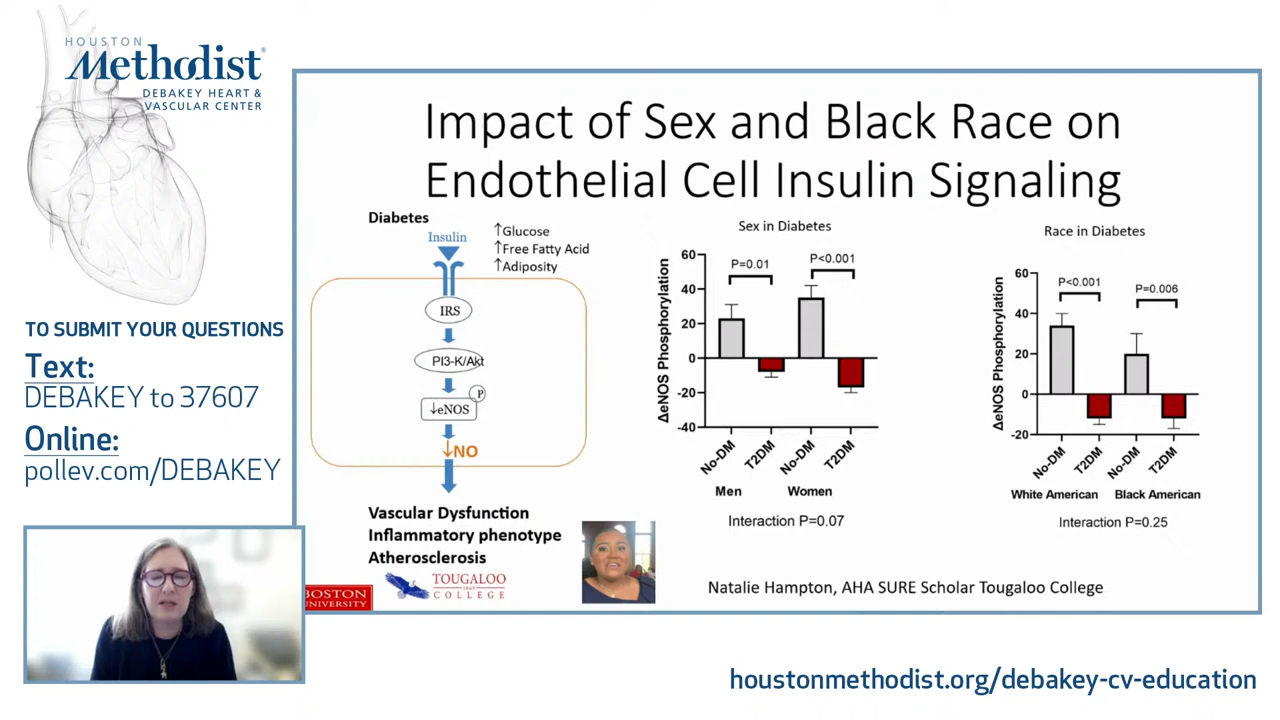 HOUSTON
Methodist
DEBAKEY HEART &
VASCULAR CENTER
TO SUBMIT YOUR QUESTIONS
Text:
DEBAKEY to 37607
Online:
pollev.com/DEBAKEY
Impact of Sex and Black Race on
Endothelial Cell Insulin Signaling
Diabetes
Insulin
↑Glucose
↑Free Fatty Acid
↑Adiposity
IRS
PI3-K/Akt
P
↓eNOS
↓NO
Vascular Dysfunction
Inflammatory phenotype
Atherosclerosis
BOSTON
UNIVERSITY
TOUGALOO
COLLEGE
Sex in Diabetes
ΔeNOS Phosphorylation
60
40
20
0
-20
-40
P=0.01
P<0.001
No-DM
T2DM
No-DM
T2DM
Men
Women
Interaction P=0.07
Race in Diabetes
ΔeNOS Phosphorylation
60
40
20
0
-20
P<0.001
P=0.006
No-DM
T2DM
No-DM
T2DM
White American
Black American
Interaction P=0.25
Natalie Hampton, AHA SURE Scholar Tougaloo College
houstonmethodist.org/debakey-cv-education